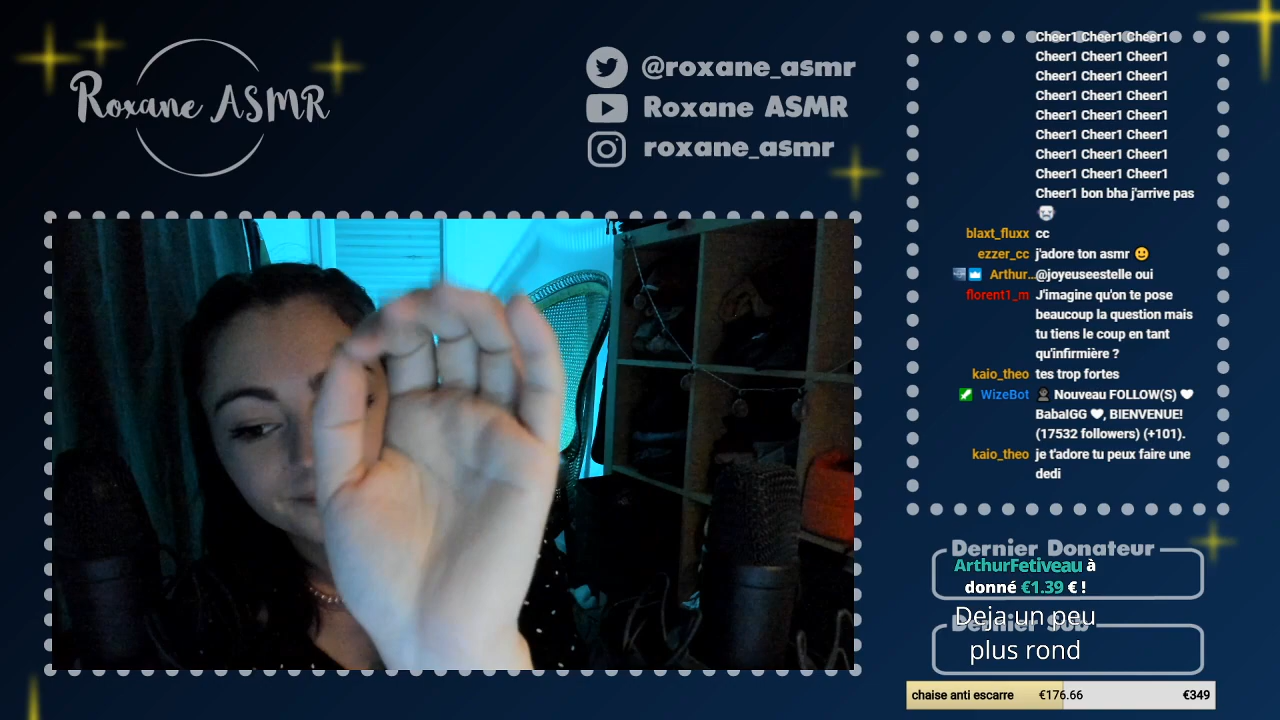 Roxane ASMR
@roxane_asmr
Roxane ASMR
roxane_asmr
Cheer1 Cheer1 Cheer1
Cheer1 Cheer1 Cheer1
Cheer1 Cheer1 Cheer1
Cheer1 Cheer1 Cheer1
Cheer1 Cheer1 Cheer1
Cheer1 Cheer1 Cheer1
Cheer1 Cheer1 Cheer1
Cheer1 Cheer1 Cheer1
Cheer1 bon bha j'arrive pas
blaxt_fluxx cc
ezzer_cc j'adore ton asmr
Arthur... @joyeuseestelle oui
florent1_m J'imagine qu'on te pose
beaucoup la question mais
tu tiens le coup en tant
qu'infirmière ?
kaio_theo tes trop fortes
WizeBot Nouveau FOLLOW(S)
BabaIGG , BIENVENUE!
(17532 followers) (+101).
kaio_theo je t'adore tu peux faire une
dedi
Dernier Donateur
ArthurFetiveau à
donné €1.39 € !
Deja un peu
Dernier Sub
plus rond
chaise anti escarre €176.66 €349